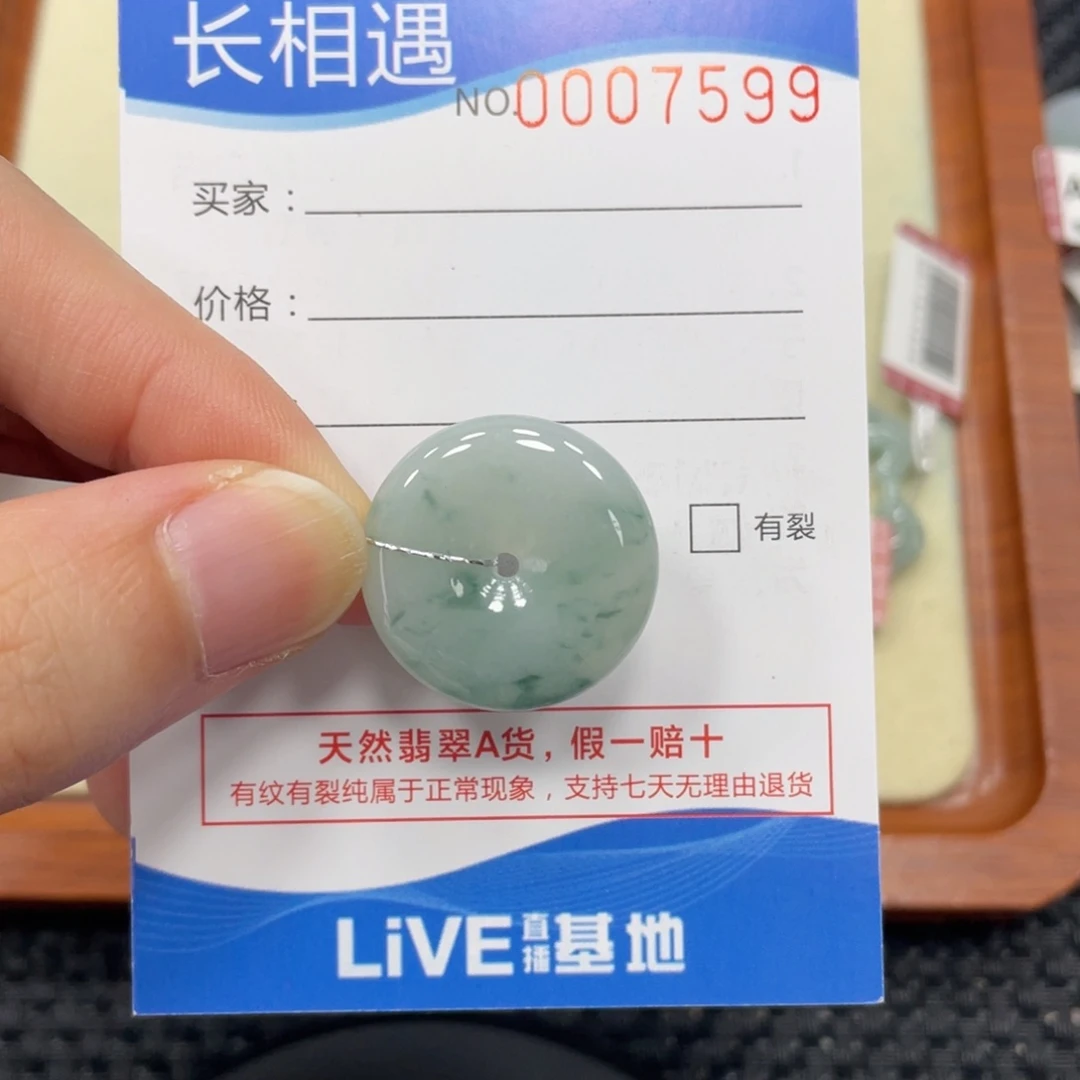 长相遇
NO.0007599
买家：
价格：
有裂
天然翡翠A货，假一赔十
有纹有裂纯属于正常现象，支持七天无理由退货
LiVE直播基地